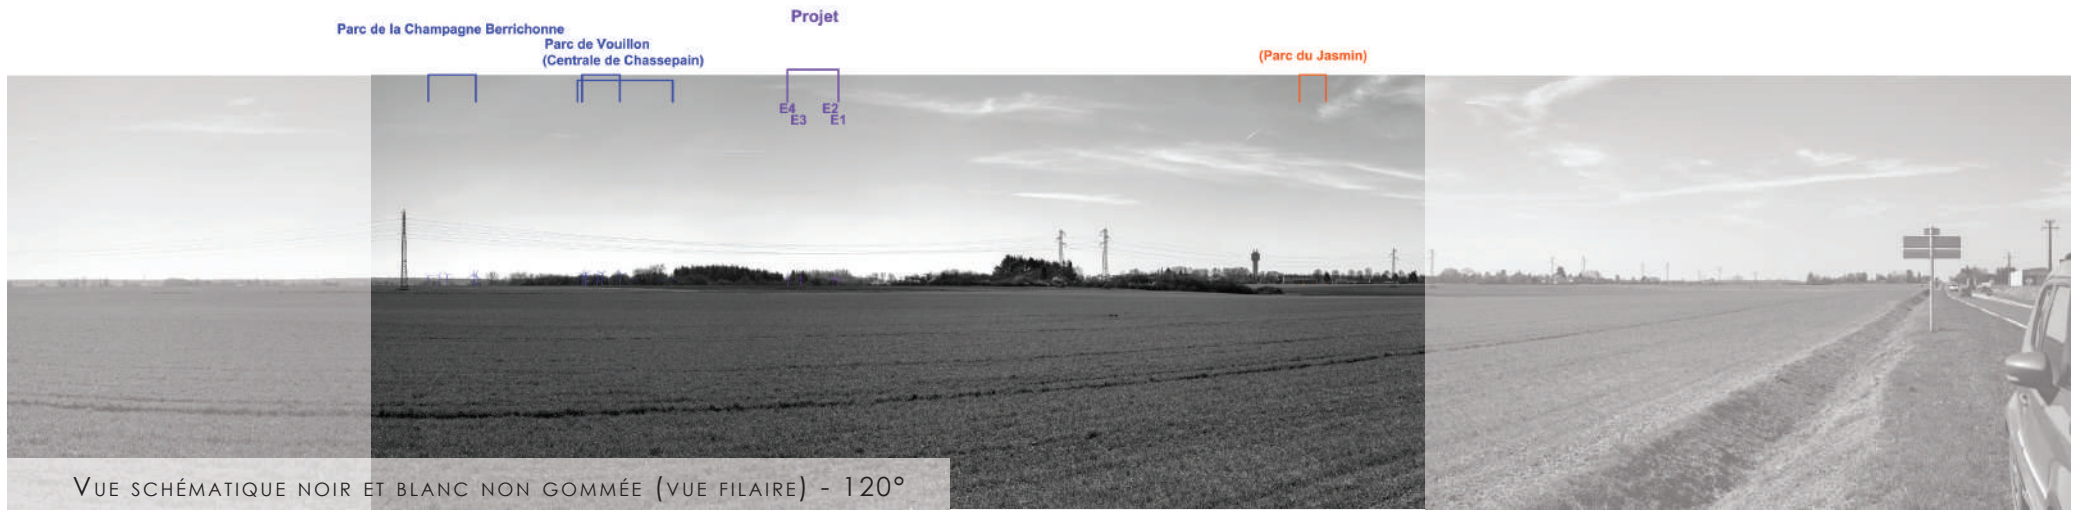 Projet
Parc de la Champagne Berrichonne
Parc de Vouillon
(Centrale de Chassepain)
(Parc du Jasmin)
E4 E2
E3 E1
Vue schématique noir et blanc non gommée (vue filaire) - 120°